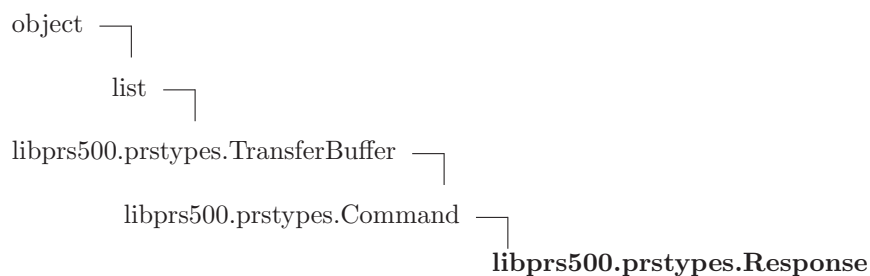 object
list
libprs500.prstypes.TransferBuffer
libprs500.prstypes.Command
libprs500.prstypes.Response